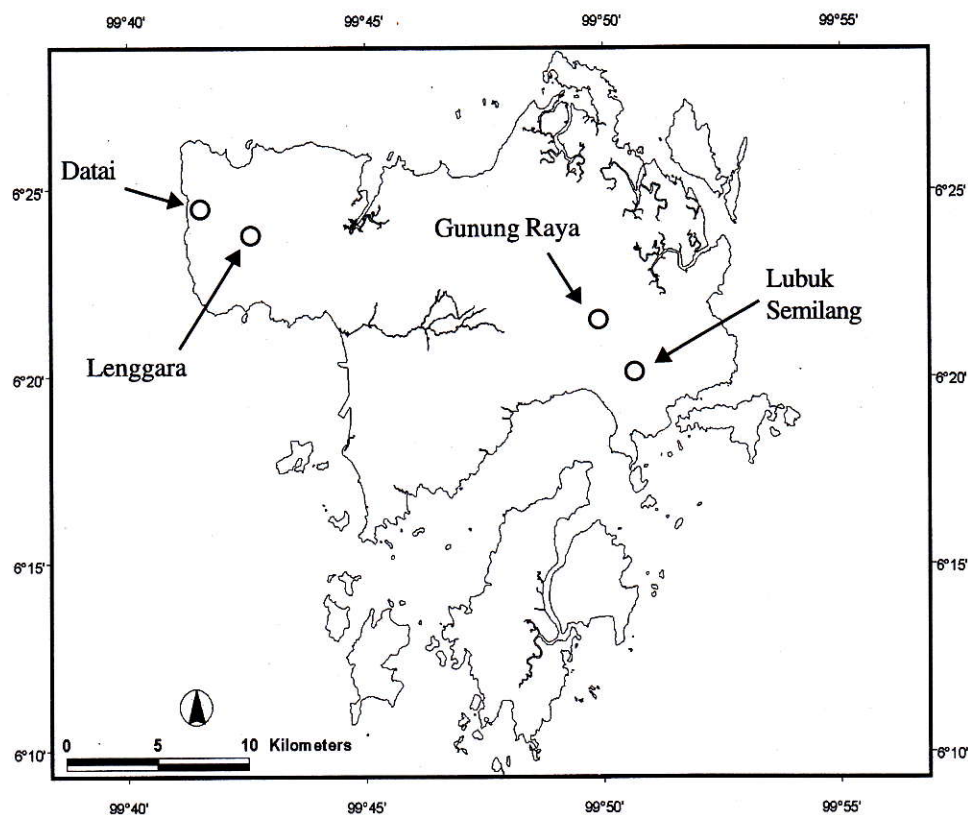 99°40' 99°45' 99°50' 99°55'
6°25' 6°25'
Datai
Gunung Raya
Lubuk
Semilang
Lenggara
6°20' 6°20'
6°15' 6°15'
0 5 10 Kilometers
6°10' 6°10'
99°40' 99°45' 99°50' 99°55'